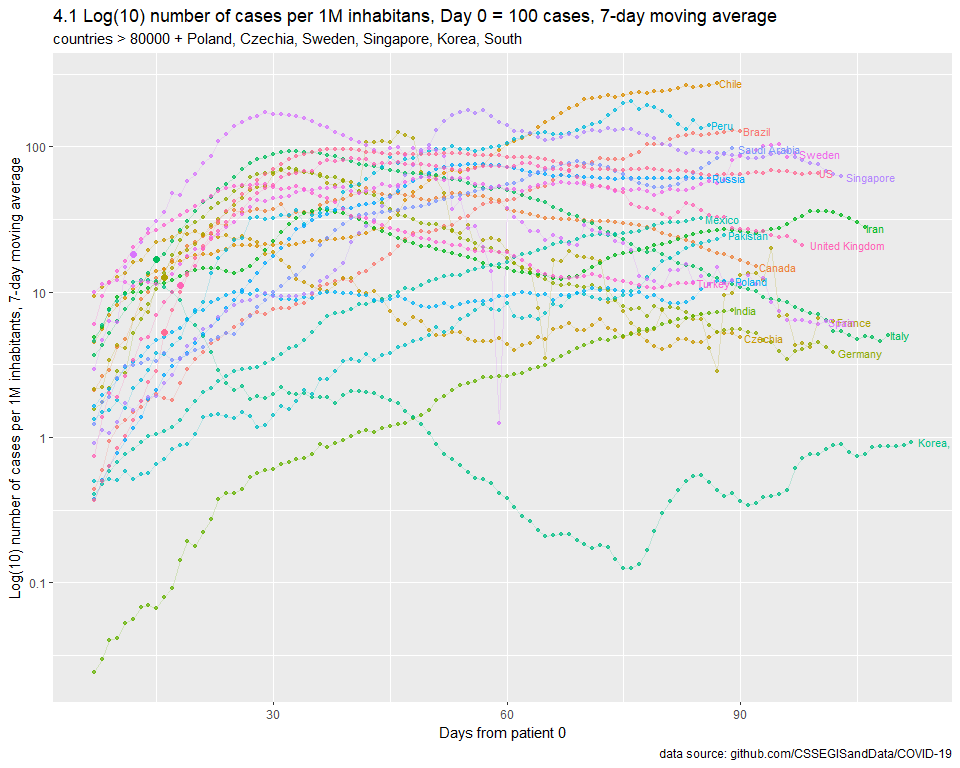 4.1 Log(10) number of cases per 1M inhabitans, Day 0 = 100 cases, 7-day moving average
countries > 80000 + Poland, Czechia, Sweden, Singapore, Korea, South
Log(10) number of cases per 1M inhabitants, 7-day moving average
100
10
1
0.1
Chile
Peru
Brazil
Saudi Arabia
Sweden
US
Singapore
Russia
Mexico
Iran
Pakistan
United Kingdom
Canada
Turkey
Poland
India
Spain
France
Czechia
Italy
Germany
Korea,
30
60
90
Days from patient 0
data source: github.com/CSSEGISandData/COVID-19